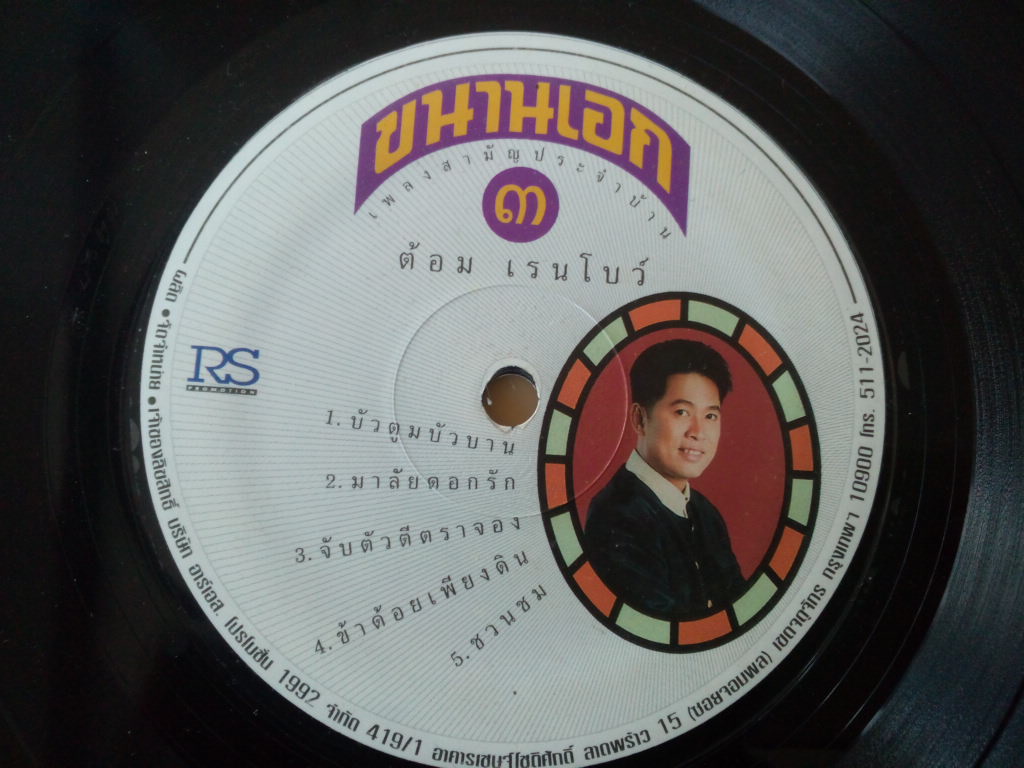 ขนานเอก
เพลงสามัญประจำบ้าน
๓
ต้อม เรนโบว์
RS
PROMOTION
1. บัวตูมบัวบาน
2. มาลัยดอกรัก
3. จับตัวตีตราจอง
4. ข้าด้อยเพียงดิน
5. ชวนชม
ผลิต • จัดจำหน่าย • เจ้าของลิขสิทธิ์ บริษัท อาร์.เอส. โปรโมชั่น 1992 จำกัด 419/1 อาคารเชษฐโชติศักดิ์ ลาดพร้าว 15 (ซอยจอมพล) เขตจตุจักร กรุงเทพฯ 10900 โทร. 511-2024